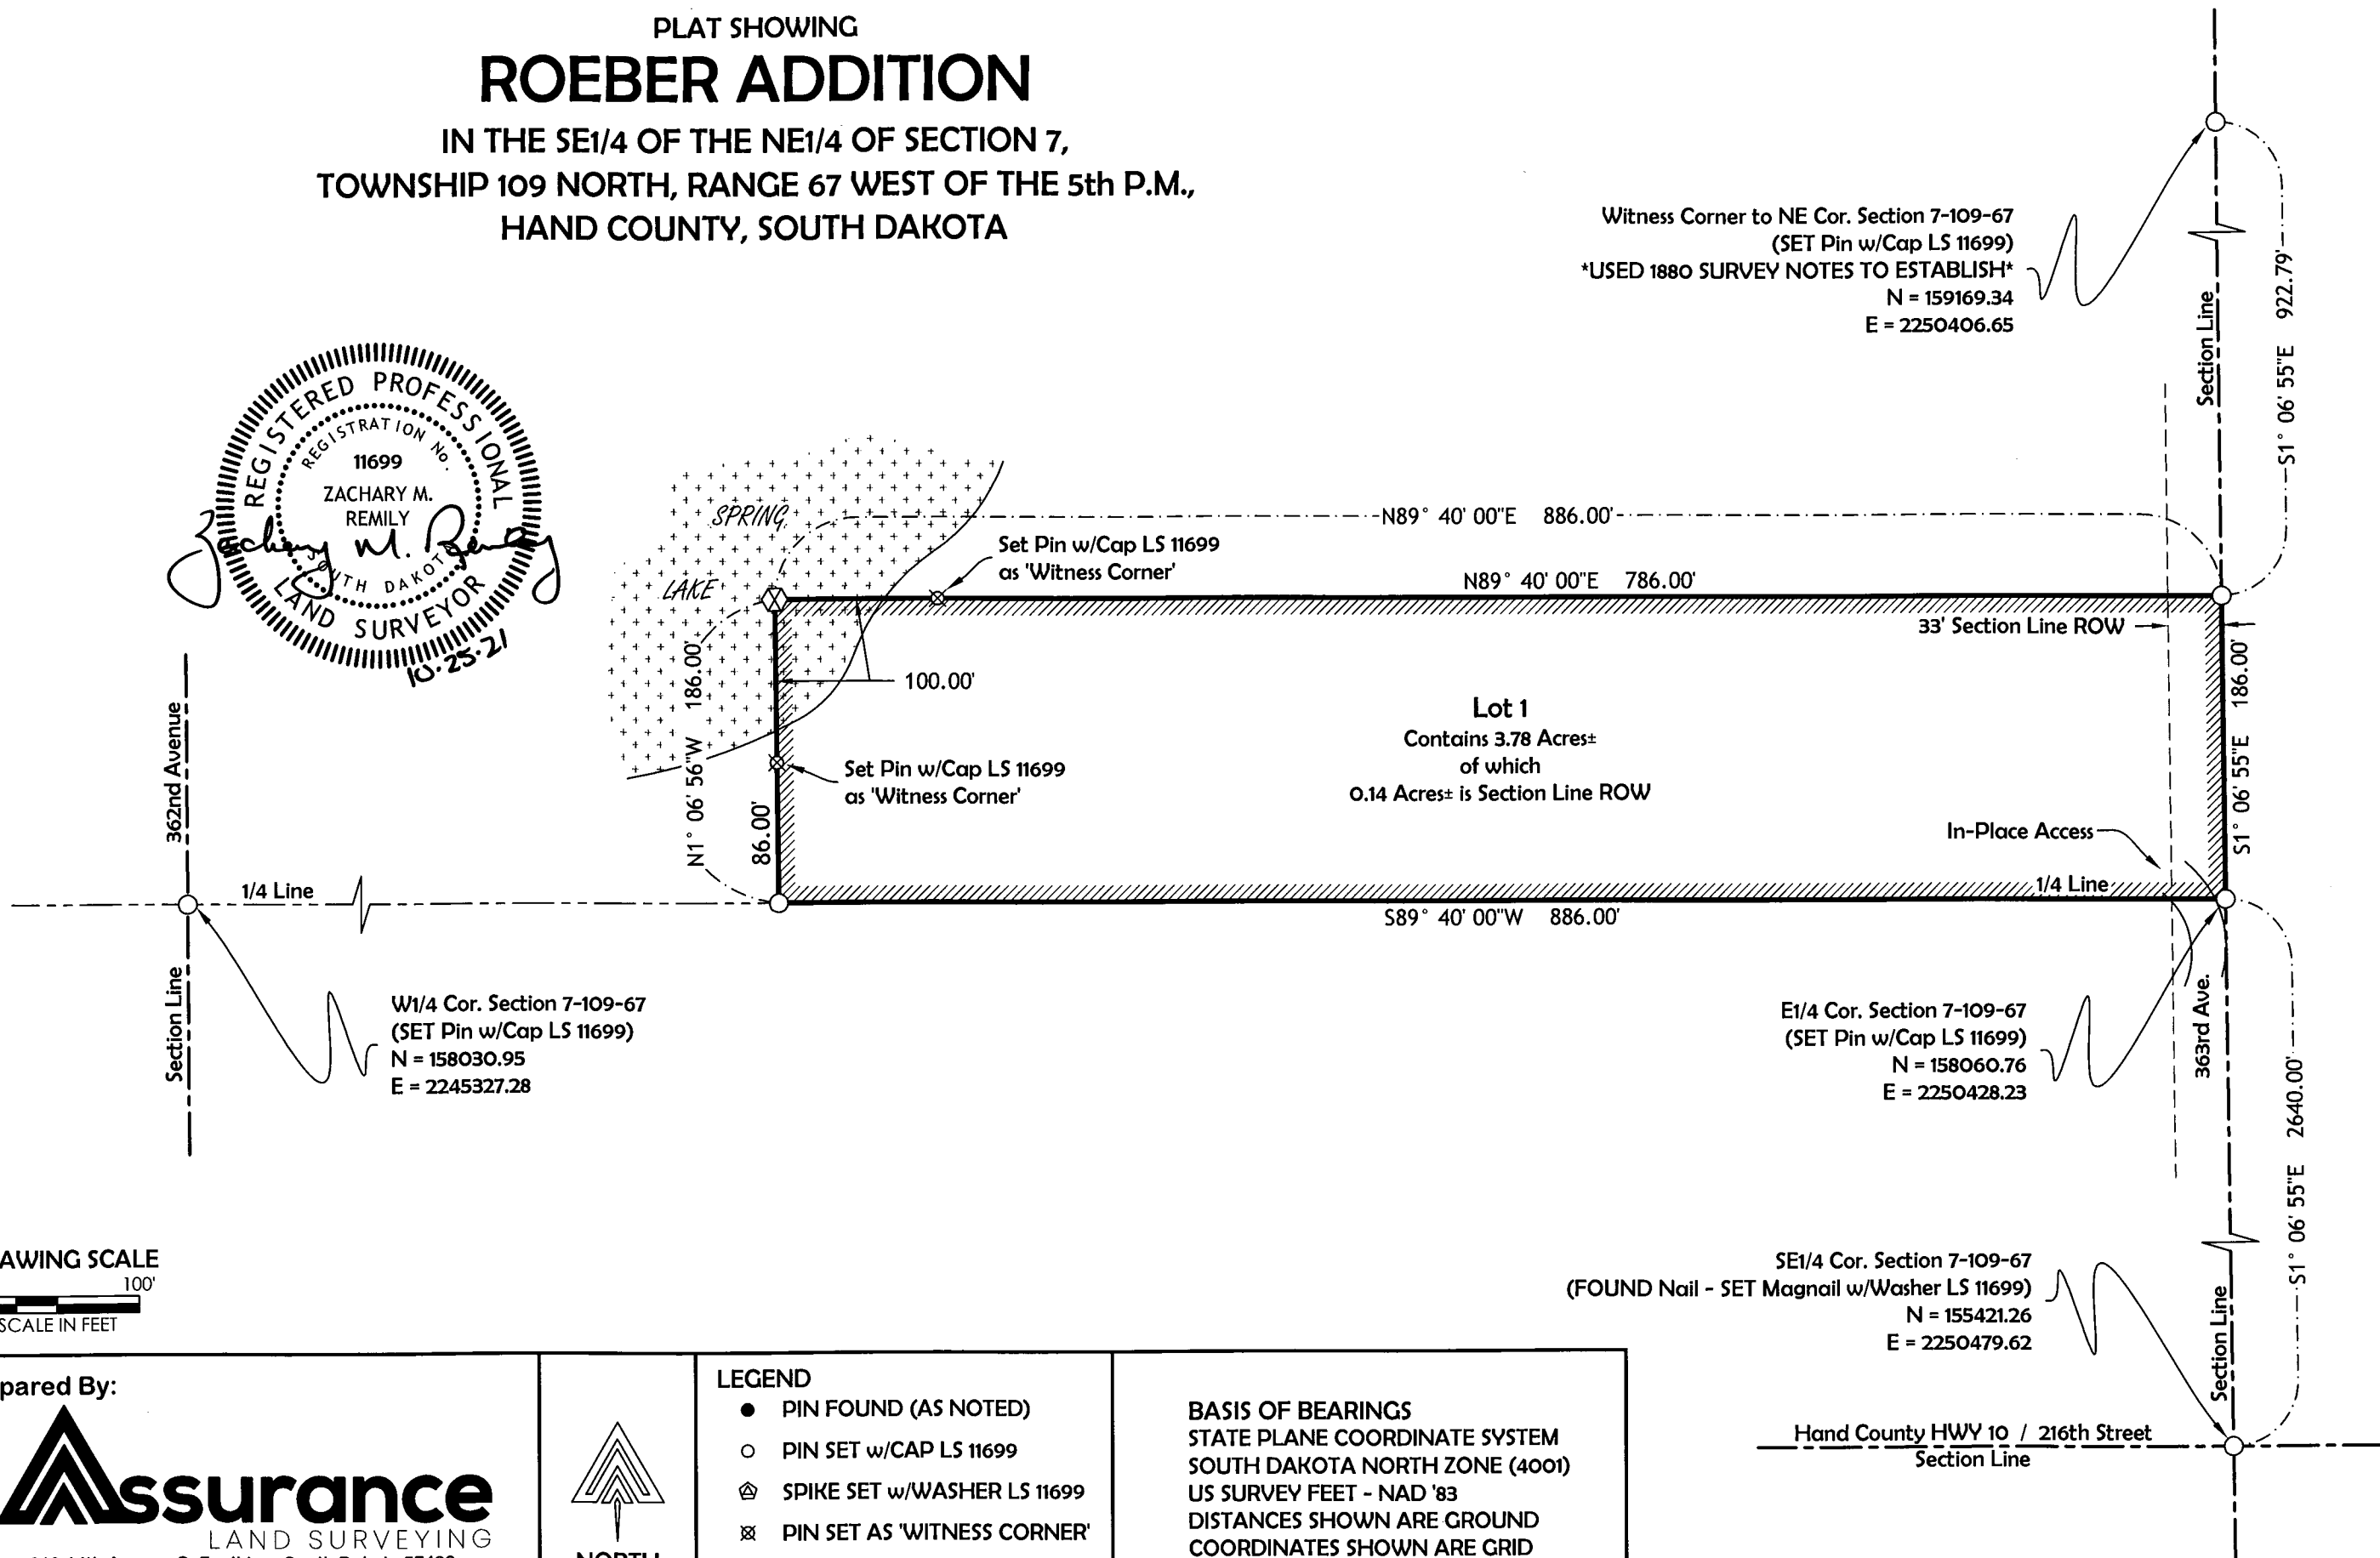 PLAT SHOWING
ROEBER ADDITION
IN THE SE1/4 OF THE NE1/4 OF SECTION 7,
TOWNSHIP 109 NORTH, RANGE 67 WEST OF THE 5th P.M.,
HAND COUNTY, SOUTH DAKOTA
Witness Corner to NE Cor. Section 7-109-67
(SET Pin w/Cap LS 11699)
*USED 1880 SURVEY NOTES TO ESTABLISH*
N = 159169.34
E = 2250406.65
Section Line
S1° 06' 55"E 922.79'
REGISTERED PROFESSIONAL
REGISTRATION No.
11699
ZACHARY M.
REMILY
SOUTH DAKOTA
LAND SURVEYOR
Zachary M. Remily
10-25-21
SPRING
LAKE
N89° 40' 00"E 886.00'
Set Pin w/Cap LS 11699
as 'Witness Corner'
N89° 40' 00"E 786.00'
33' Section Line ROW
100.00'
N1° 06' 56"W 186.00'
86.00'
Set Pin w/Cap LS 11699
as 'Witness Corner'
Lot 1
Contains 3.78 Acres±
of which
0.14 Acres± is Section Line ROW
S1° 06' 55"E 186.00'
In-Place Access
1/4 Line
S89° 40' 00"W 886.00'
362nd Avenue
1/4 Line
Section Line
W1/4 Cor. Section 7-109-67
(SET Pin w/Cap LS 11699)
N = 158030.95
E = 2245327.28
E1/4 Cor. Section 7-109-67
(SET Pin w/Cap LS 11699)
N = 158060.76
E = 2250428.23
363rd Ave.
S1° 06' 55"E 2640.00'
SE1/4 Cor. Section 7-109-67
(FOUND Nail - SET Magnail w/Washer LS 11699)
N = 155421.26
E = 2250479.62
Section Line
Hand County HWY 10 / 216th Street
Section Line
AWING SCALE
100'
SCALE IN FEET
pared By:
Assurance
LAND SURVEYING
NORTH
LEGEND
PIN FOUND (AS NOTED)
PIN SET w/CAP LS 11699
SPIKE SET w/WASHER LS 11699
PIN SET AS 'WITNESS CORNER'
BASIS OF BEARINGS
STATE PLANE COORDINATE SYSTEM
SOUTH DAKOTA NORTH ZONE (4001)
US SURVEY FEET - NAD '83
DISTANCES SHOWN ARE GROUND
COORDINATES SHOWN ARE GRID